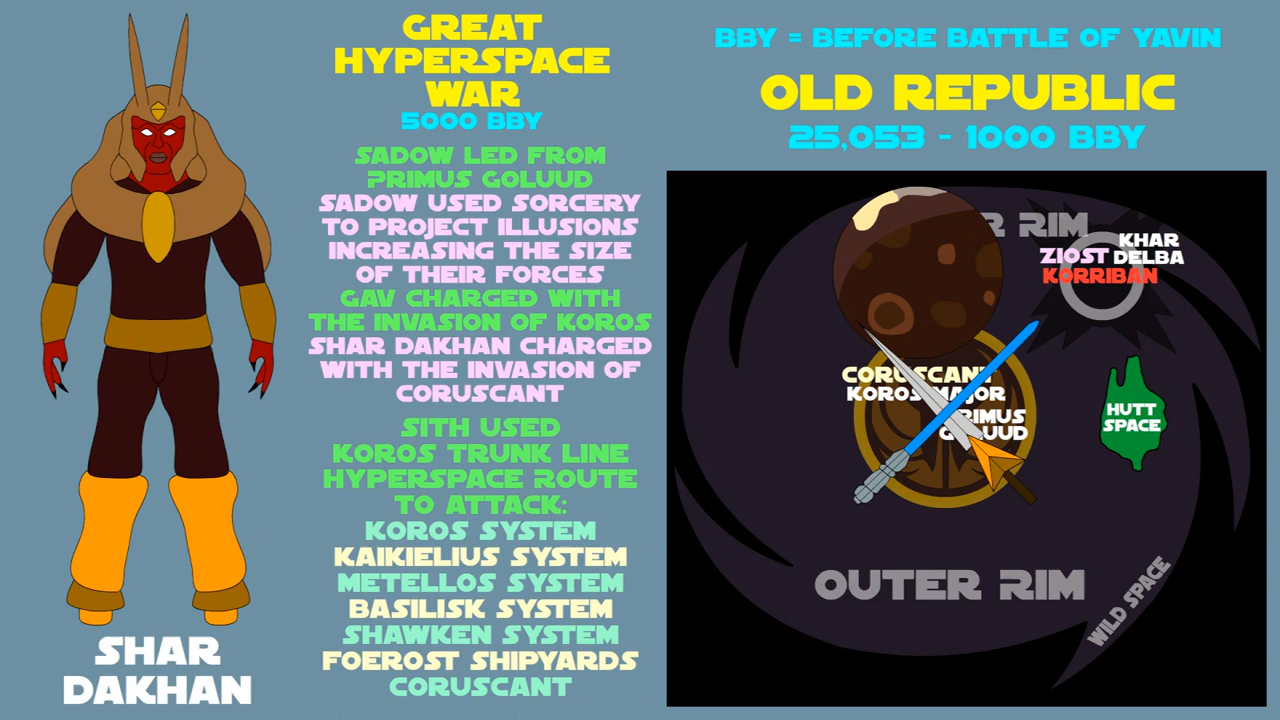 GREAT
HYPERSPACE
WAR
5000 BBY
SADOW LED FROM
PRIMUS GOLUUD
SADOW USED SORCERY
TO PROJECT ILLUSIONS
INCREASING THE SIZE
OF THEIR FORCES
GAV CHARGED WITH
THE INVASION OF KOROS
SHAR DAKHAN CHARGED
WITH THE INVASION OF
CORUSCANT
SITH USED
KOROS TRUNK LINE
HYPERSPACE ROUTE
TO ATTACK:
KOROS SYSTEM
KAIKIELIUS SYSTEM
METELLOS SYSTEM
BASILISK SYSTEM
SHAWKEN SYSTEM
FOEROST SHIPYARDS
CORUSCANT
SHAR
DAKHAN
BBY = BEFORE BATTLE OF YAVIN
OLD REPUBLIC
25,053 - 1000 BBY
R RIM
KHAR
DELBA
ZIOST
KORRIBAN
CORUSCANT
KOROS MAJOR
PRIMUS
GOLUUD
HUTT
SPACE
OUTER RIM
WILD SPACE